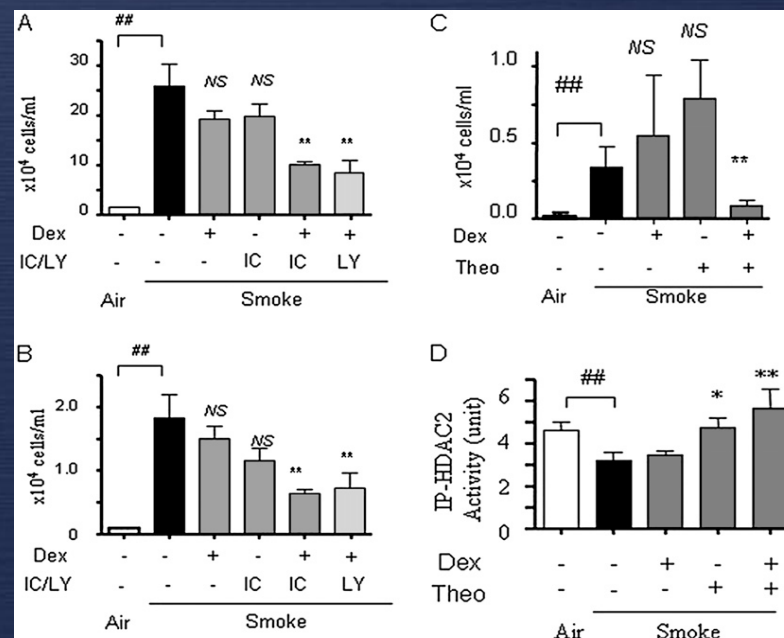 A
##
30
20
10
0
x10⁴ cells/ml
NS NS ** **
Dex - - + - + +
IC/LY - - - IC IC LY
Air Smoke
B
##
2.0
1.0
0
x10⁴ cells/ml
NS NS ** **
Dex - - + - + +
IC/LY - - - IC IC LY
Air Smoke
C
##
1.0
0.5
0.0
x10⁴ cells/ml
NS NS **
Dex - - + - +
Theo - - - + +
Air Smoke
D
##
6
4
2
0
IP-HDAC2
Activity (unit)
* **
Dex - - + - +
Theo - - - + +
Air Smoke